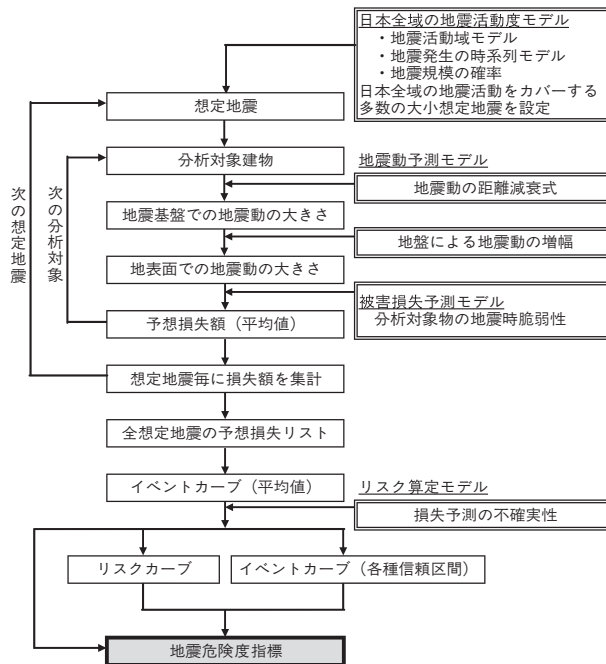 日本全域の地震活動度モデル
・地震活動域モデル
・地震発生の時系列モデル
・地震規模の確率
日本全域の地震活動をカバーする
多数の大小想定地震を設定
想定地震
分析対象建物
地震動予測モデル
地震動の距離減衰式
地震基盤での地震動の大きさ
地盤による地震動の増幅
地表面での地震動の大きさ
被害損失予測モデル
分析対象物の地震時脆弱性
予想損失額（平均値）
次の想定地震
次の分析対象
想定地震毎に損失額を集計
全想定地震の予想損失リスト
イベントカーブ（平均値）
リスク算定モデル
損失予測の不確実性
リスクカーブ
イベントカーブ（各種信頼区間）
地震危険度指標